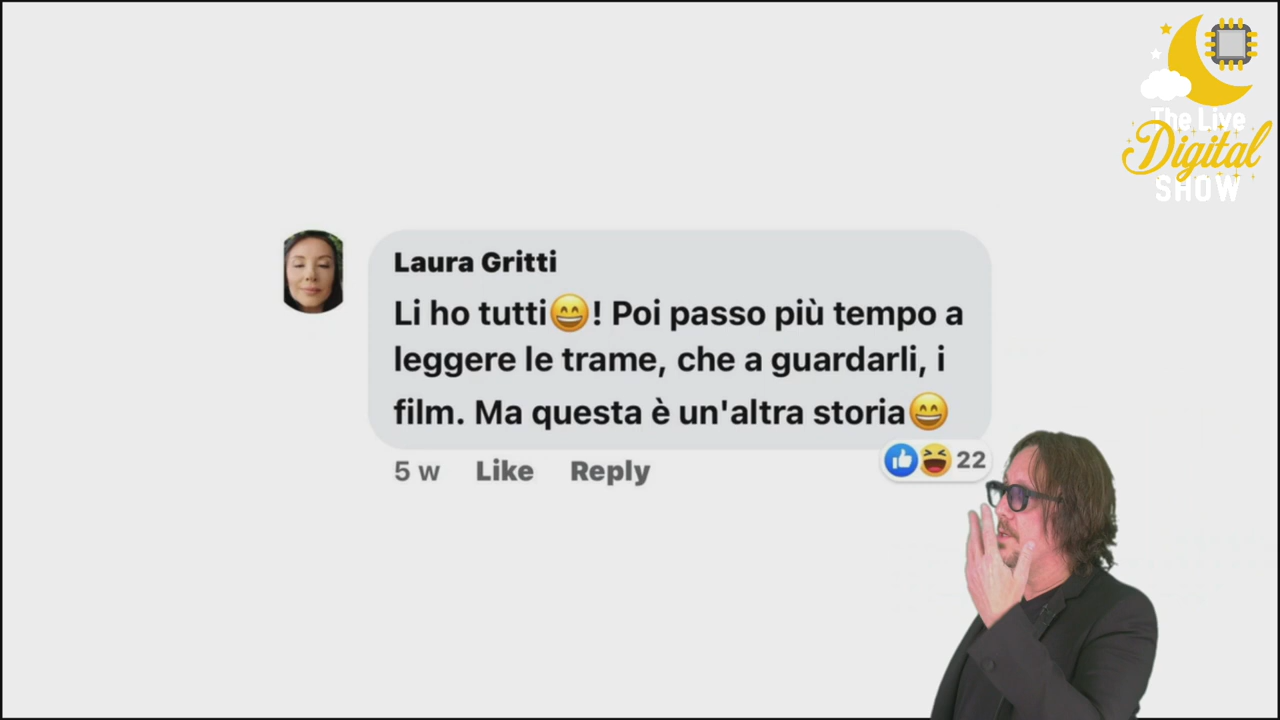 The Live
Digital
SHOW
Laura Gritti
Li ho tutti😄! Poi passo più tempo a
leggere le trame, che a guardarli, i
film. Ma questa è un'altra storia😄
5 w Like Reply 22